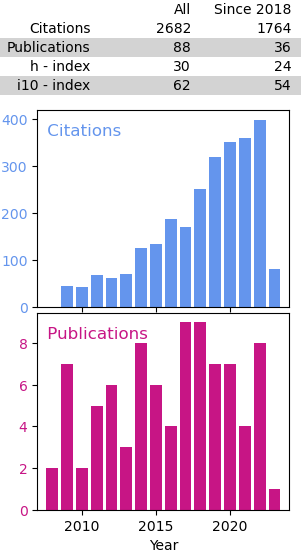 All Since 2018
Citations 2682 1764
Publications 88 36
h - index 30 24
i10 - index 62 54
400
Citations
300
200
100
0
Publications
8
6
4
2
0
2010 2015 2020
Year